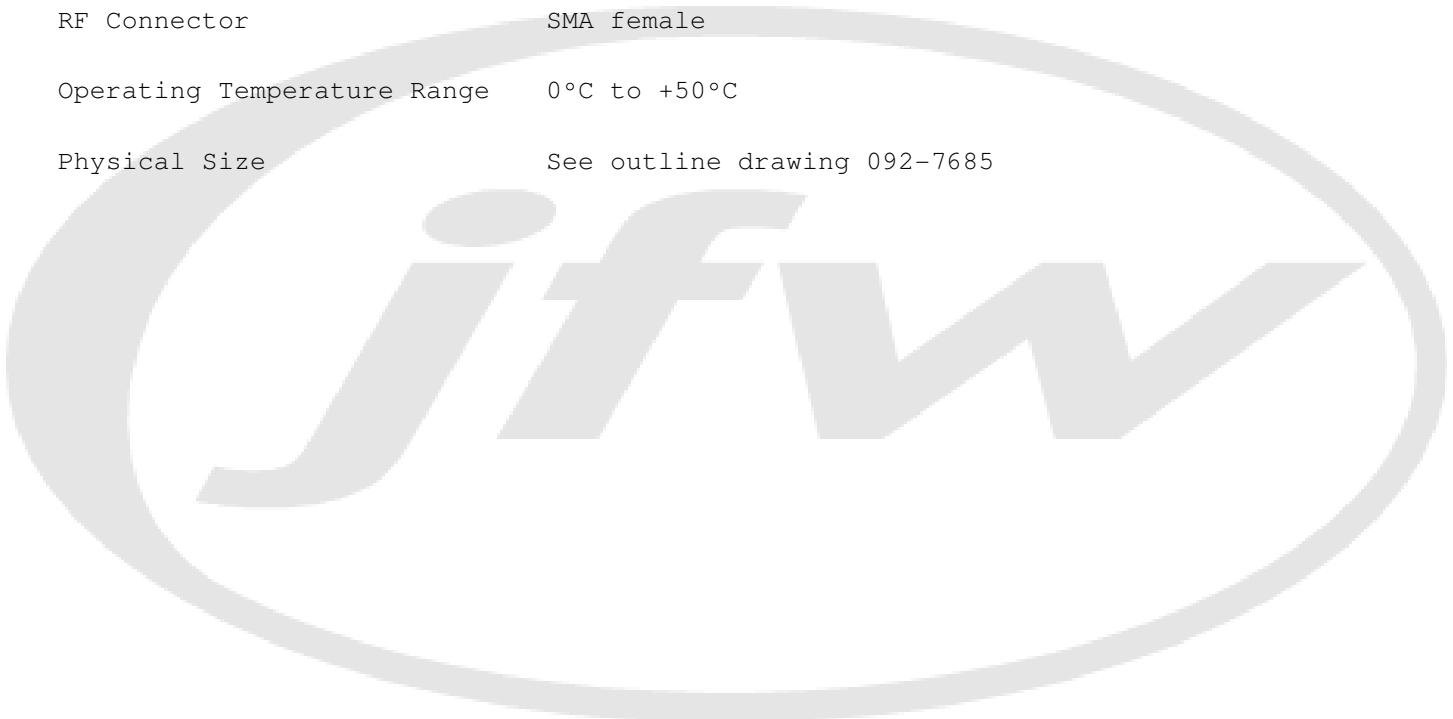 RF Connector SMA female
Operating Temperature Range 0°C to +50°C
Physical Size See outline drawing 092-7685
jfw